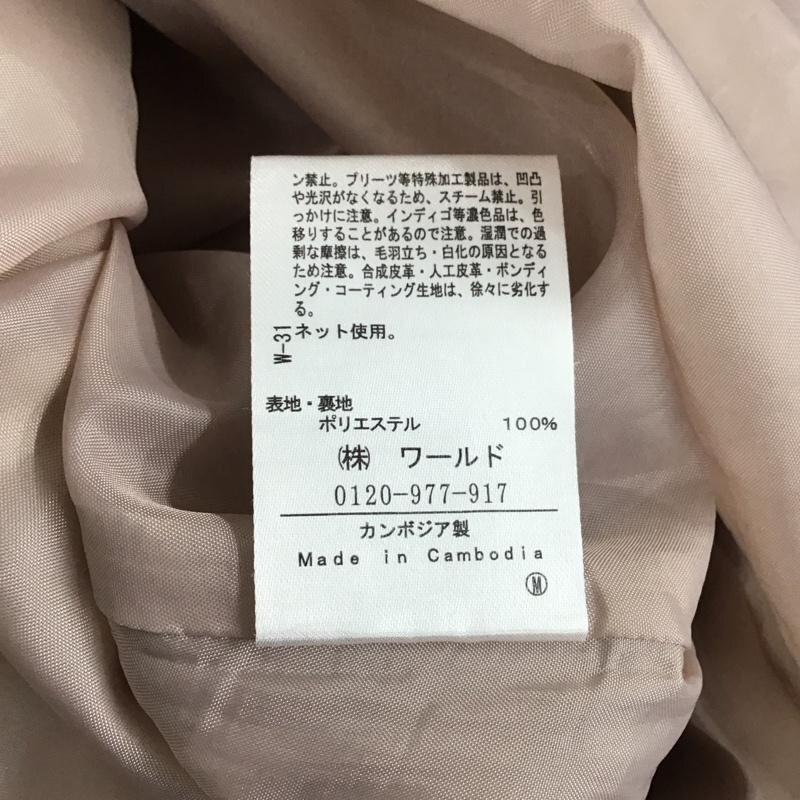 ン禁止。プリーツ等特殊加工製品は、凹凸
や光沢がなくなるため、スチーム禁止。引
っかけに注意。インディゴ等濃色品は、色
移りすることがあるので注意。湿潤での過
剰な摩擦は、毛羽立ち・白化の原因となる
ため注意。合成皮革・人工皮革・ボンディ
ング・コーティング生地は、徐々に劣化す
る。
ネット使用。
W-31
表地・裏地
ポリエステル 100%
㈱ ワールド
0120-977-917
カンボジア製
Made in Cambodia
Ⓜ